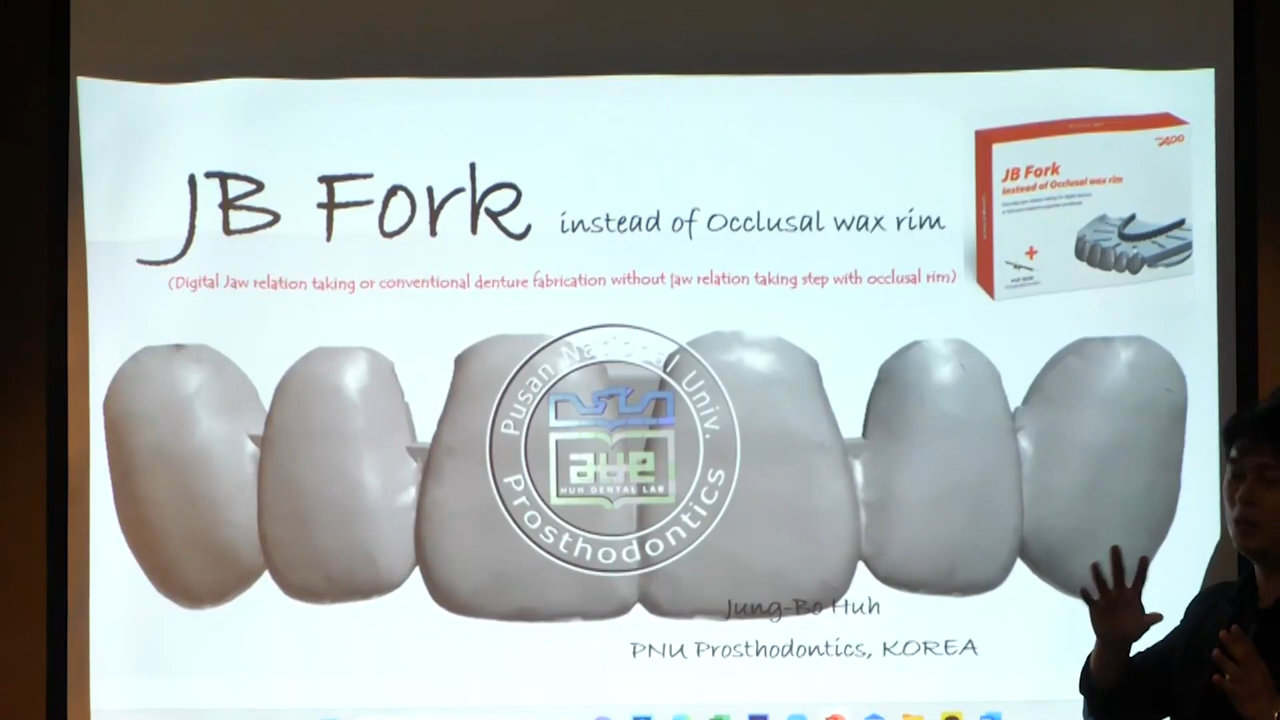 JB Fork instead of Occlusal wax rim
(Digital Jaw relation taking or conventional denture fabrication without Jaw relation taking step with occlusal rim)
JB Fork
Instead of Occlusal wax rim
Pusan National Univ.
HUH DENTAL LAB
Prosthodontics
Jung-Bo Huh
PNU Prosthodontics, KOREA